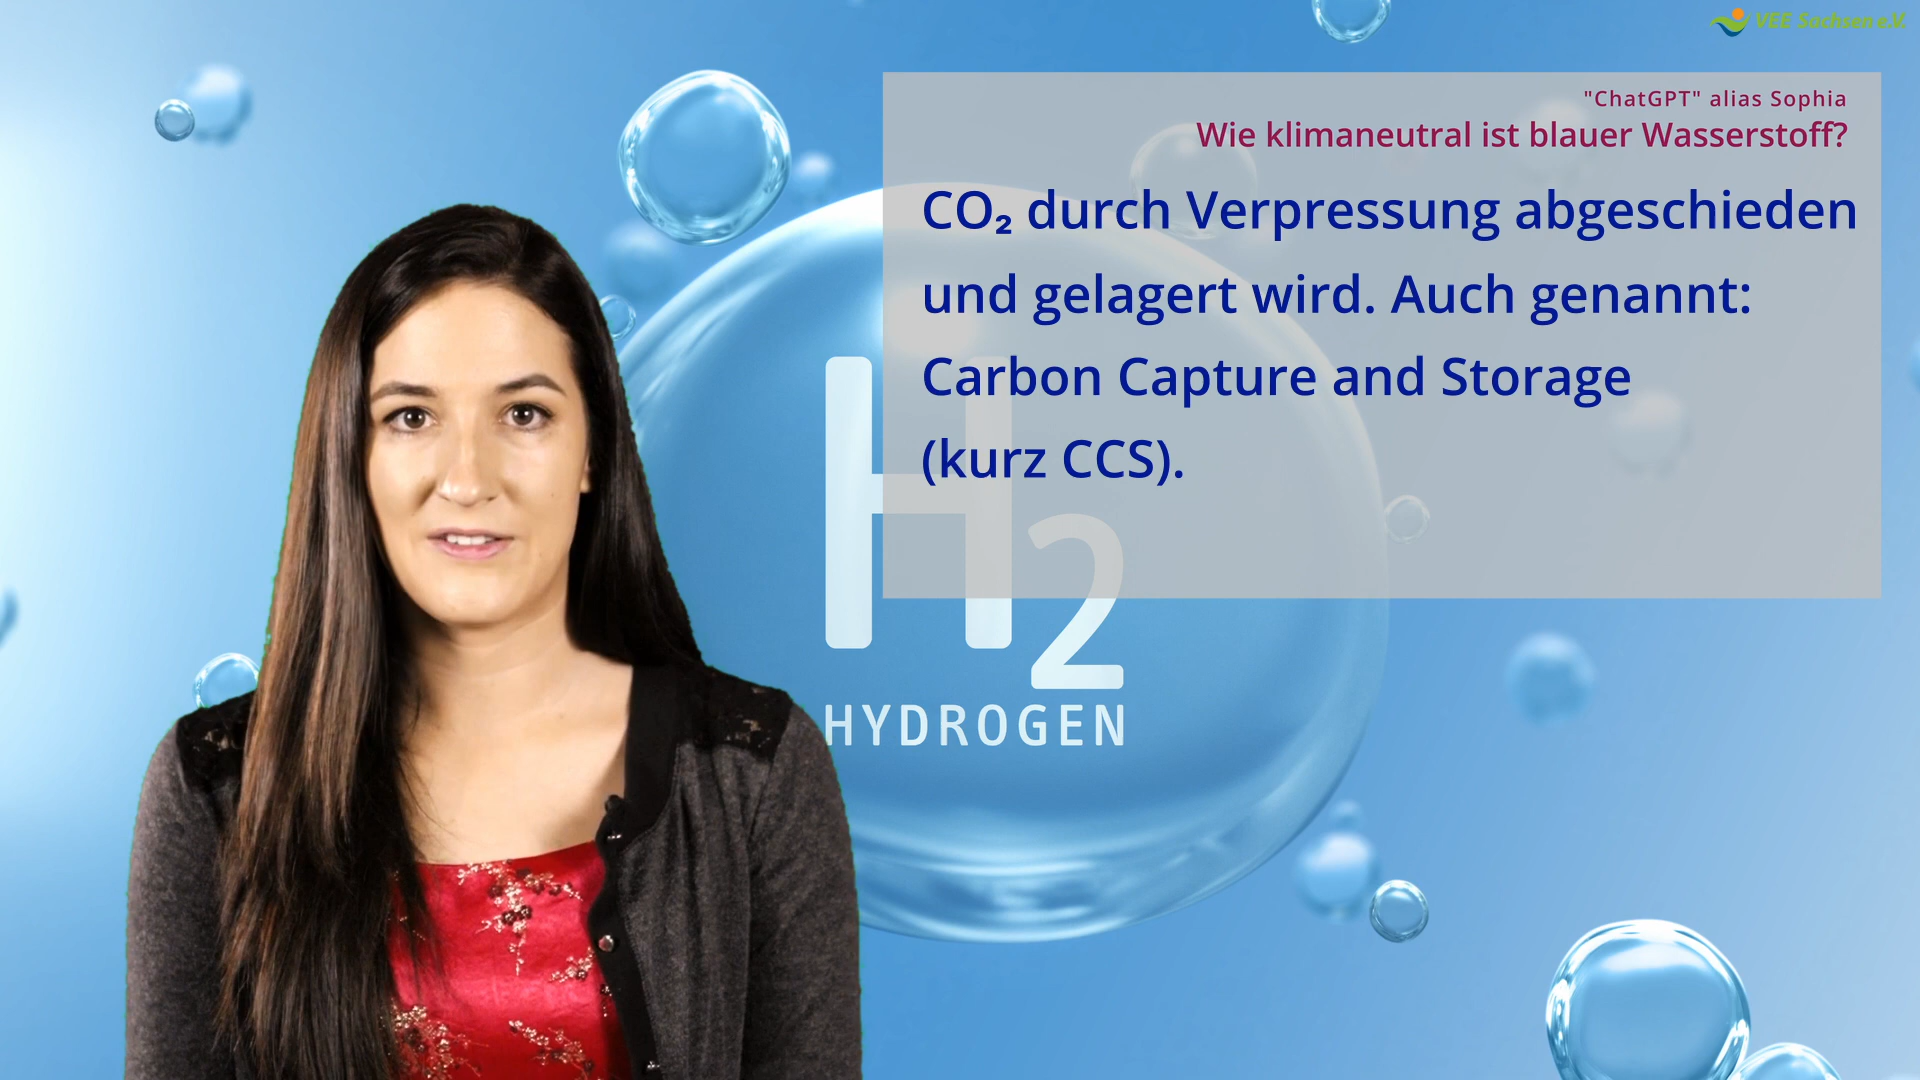 VEE Sachsen e.V.
"ChatGPT" alias Sophia
Wie klimaneutral ist blauer Wasserstoff?
CO₂ durch Verpressung abgeschieden
und gelagert wird. Auch genannt:
Carbon Capture and Storage
(kurz CCS).
H2
HYDROGEN